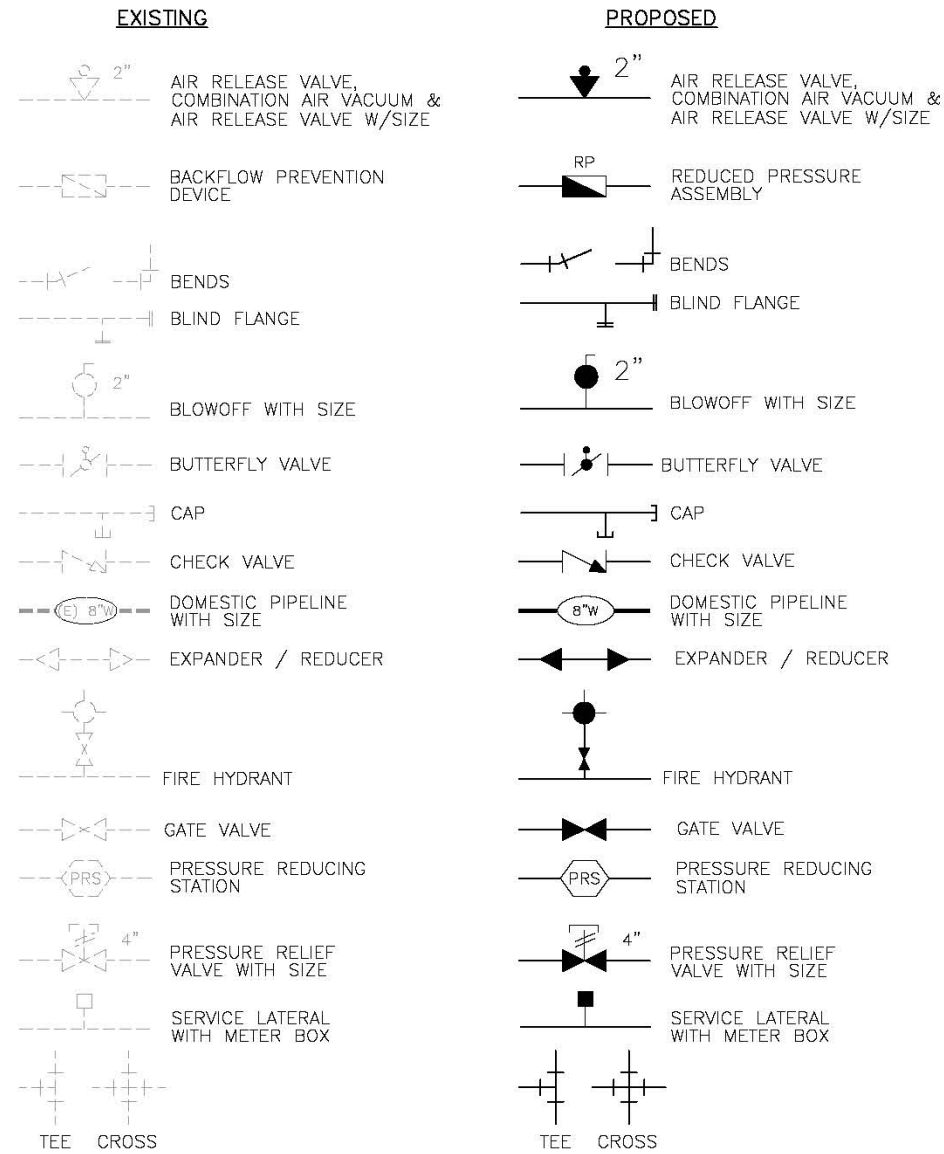 EXISTING
2"
AIR RELEASE VALVE,
COMBINATION AIR VACUUM &
AIR RELEASE VALVE W/SIZE
BACKFLOW PREVENTION
DEVICE
BENDS
BLIND FLANGE
2"
BLOWOFF WITH SIZE
BUTTERFLY VALVE
CAP
CHECK VALVE
(E) 8"W
DOMESTIC PIPELINE
WITH SIZE
EXPANDER / REDUCER
FIRE HYDRANT
GATE VALVE
PRS
PRESSURE REDUCING
STATION
4"
PRESSURE RELIEF
VALVE WITH SIZE
SERVICE LATERAL
WITH METER BOX
TEE CROSS
PROPOSED
2"
AIR RELEASE VALVE,
COMBINATION AIR VACUUM &
AIR RELEASE VALVE W/SIZE
RP
REDUCED PRESSURE
ASSEMBLY
BENDS
BLIND FLANGE
2"
BLOWOFF WITH SIZE
BUTTERFLY VALVE
CAP
CHECK VALVE
8"W
DOMESTIC PIPELINE
WITH SIZE
EXPANDER / REDUCER
FIRE HYDRANT
GATE VALVE
PRS
PRESSURE REDUCING
STATION
4"
PRESSURE RELIEF
VALVE WITH SIZE
SERVICE LATERAL
WITH METER BOX
TEE CROSS